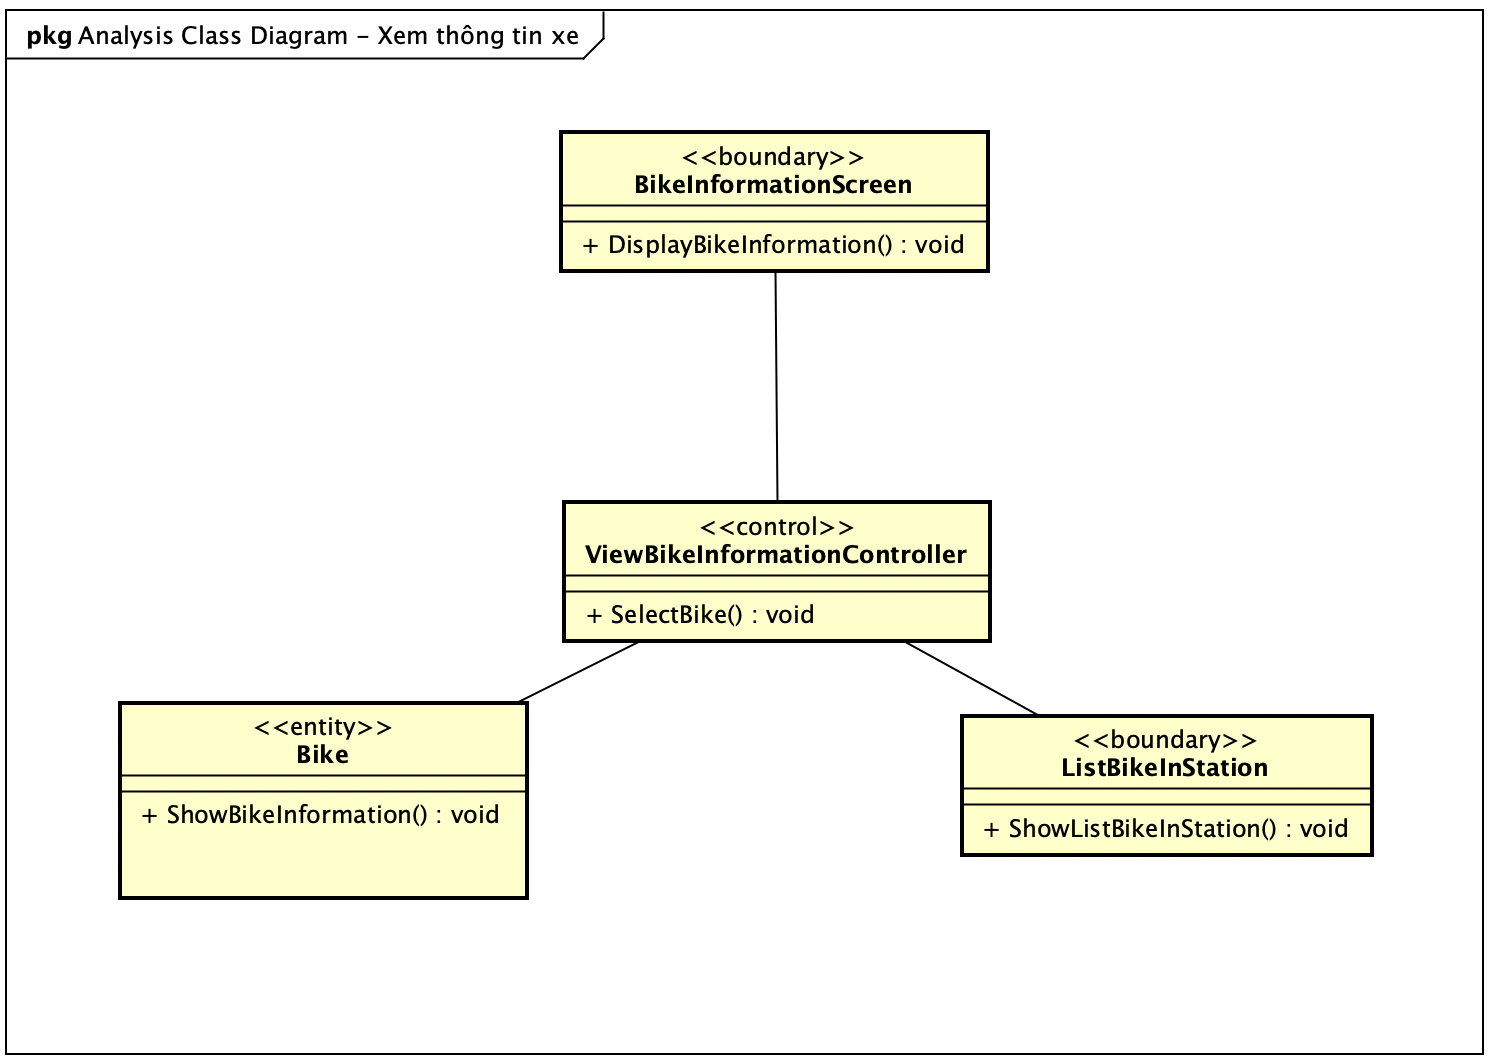 pkg Analysis Class Diagram – Xem thông tin xe
<<boundary>>
BikeInformationScreen
+ DisplayBikeInformation() : void
<<control>>
ViewBikeInformationController
+ SelectBike() : void
<<entity>>
Bike
+ ShowBikeInformation() : void
<<boundary>>
ListBikeInStation
+ ShowListBikeInStation() : void